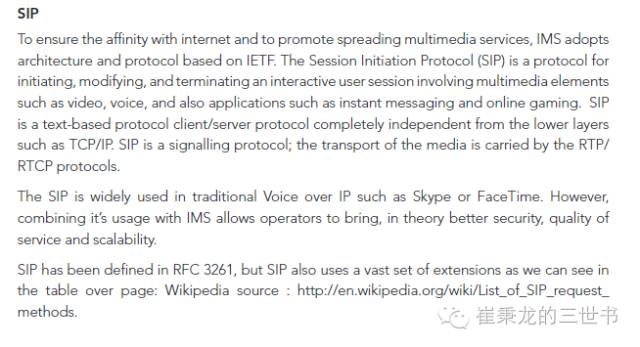 SIP
To ensure the affinity with internet and to promote spreading multimedia services, IMS adopts
architecture and protocol based on IETF. The Session Initiation Protocol (SIP) is a protocol for
initiating, modifying, and terminating an interactive user session involving multimedia elements
such as video, voice, and also applications such as instant messaging and online gaming.  SIP
is a text-based protocol client/server protocol completely independent from the lower layers
such as TCP/IP. SIP is a signalling protocol; the transport of the media is carried by the RTP/
RTCP protocols.
The SIP is widely used in traditional Voice over IP such as Skype or FaceTime. However,
combining it's usage with IMS allows operators to bring, in theory better security, quality of
service and scalability.
SIP has been defined in RFC 3261, but SIP also uses a vast set of extensions as we can see in
the table over page: Wikipedia source : http://en.wikipedia.org/wiki/List_of_SIP_request_
methods.
崔秉龙的三世书